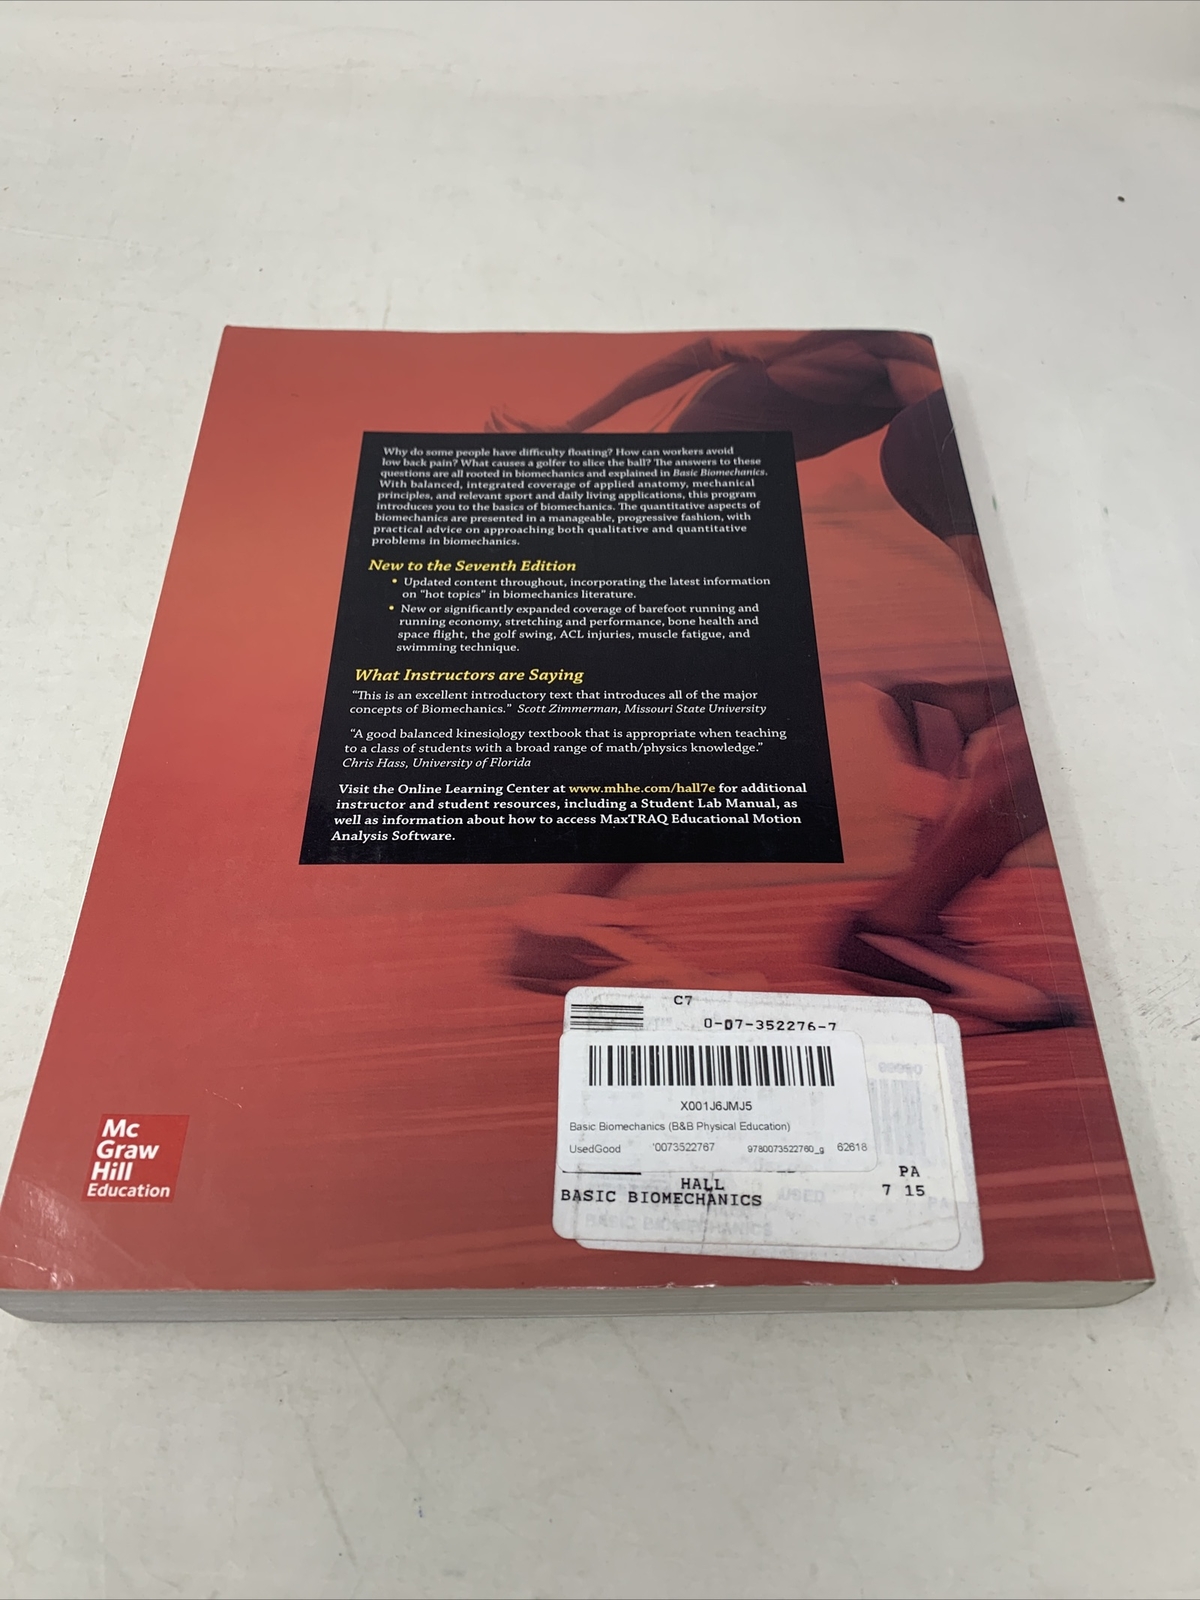 Why do some people have difficulty floating? How can workers avoid
low back pain? What causes a golfer to slice the ball? The answers to these
questions are all rooted in biomechanics and explained in Basic Biomechanics.
With balanced, integrated coverage of applied anatomy, mechanical
principles, and relevant sport and daily living applications, this program
introduces you to the basics of biomechanics. The quantitative aspects of
biomechanics are presented in a manageable, progressive fashion, with
practical advice on approaching both qualitative and quantitative
problems in biomechanics.
New to the Seventh Edition
• Updated content throughout, incorporating the latest information
on "hot topics" in biomechanics literature.
• New or significantly expanded coverage of barefoot running and
running economy, stretching and performance, bone health and
space flight, the golf swing, ACL injuries, muscle fatigue, and
swimming technique.
What Instructors are Saying
"This is an excellent introductory text that introduces all of the major
concepts of Biomechanics." Scott Zimmerman, Missouri State University
"A good balanced kinesiology textbook that is appropriate when teaching
to a class of students with a broad range of math/physics knowledge."
Chris Hass, University of Florida
Visit the Online Learning Center at www.mhhe.com/hall7e for additional
instructor and student resources, including a Student Lab Manual, as
well as information about how to access MaxTRAQ Educational Motion
Analysis Software.
C7
0-07-352276-7
X001J6JMJ5
Basic Biomechanics (B&B Physical Education)
UsedGood '0073522767 9780073522760_g 62618
HALL PA
BASIC BIOMECHANICS 7 15
USED
BASIC BIOMECHANICS
PA
Mc
Graw
Hill
Education